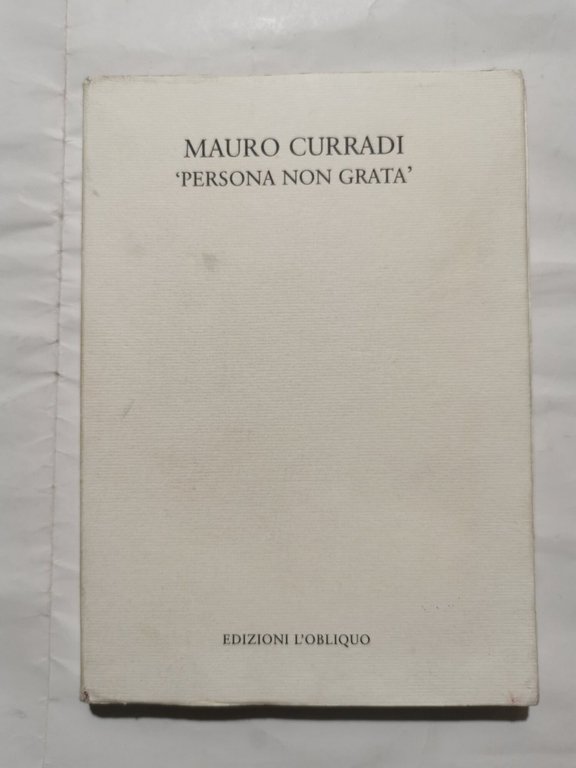 MAURO CURRADI
‘PERSONA NON GRATA’
EDIZIONI L’OBLIQUO